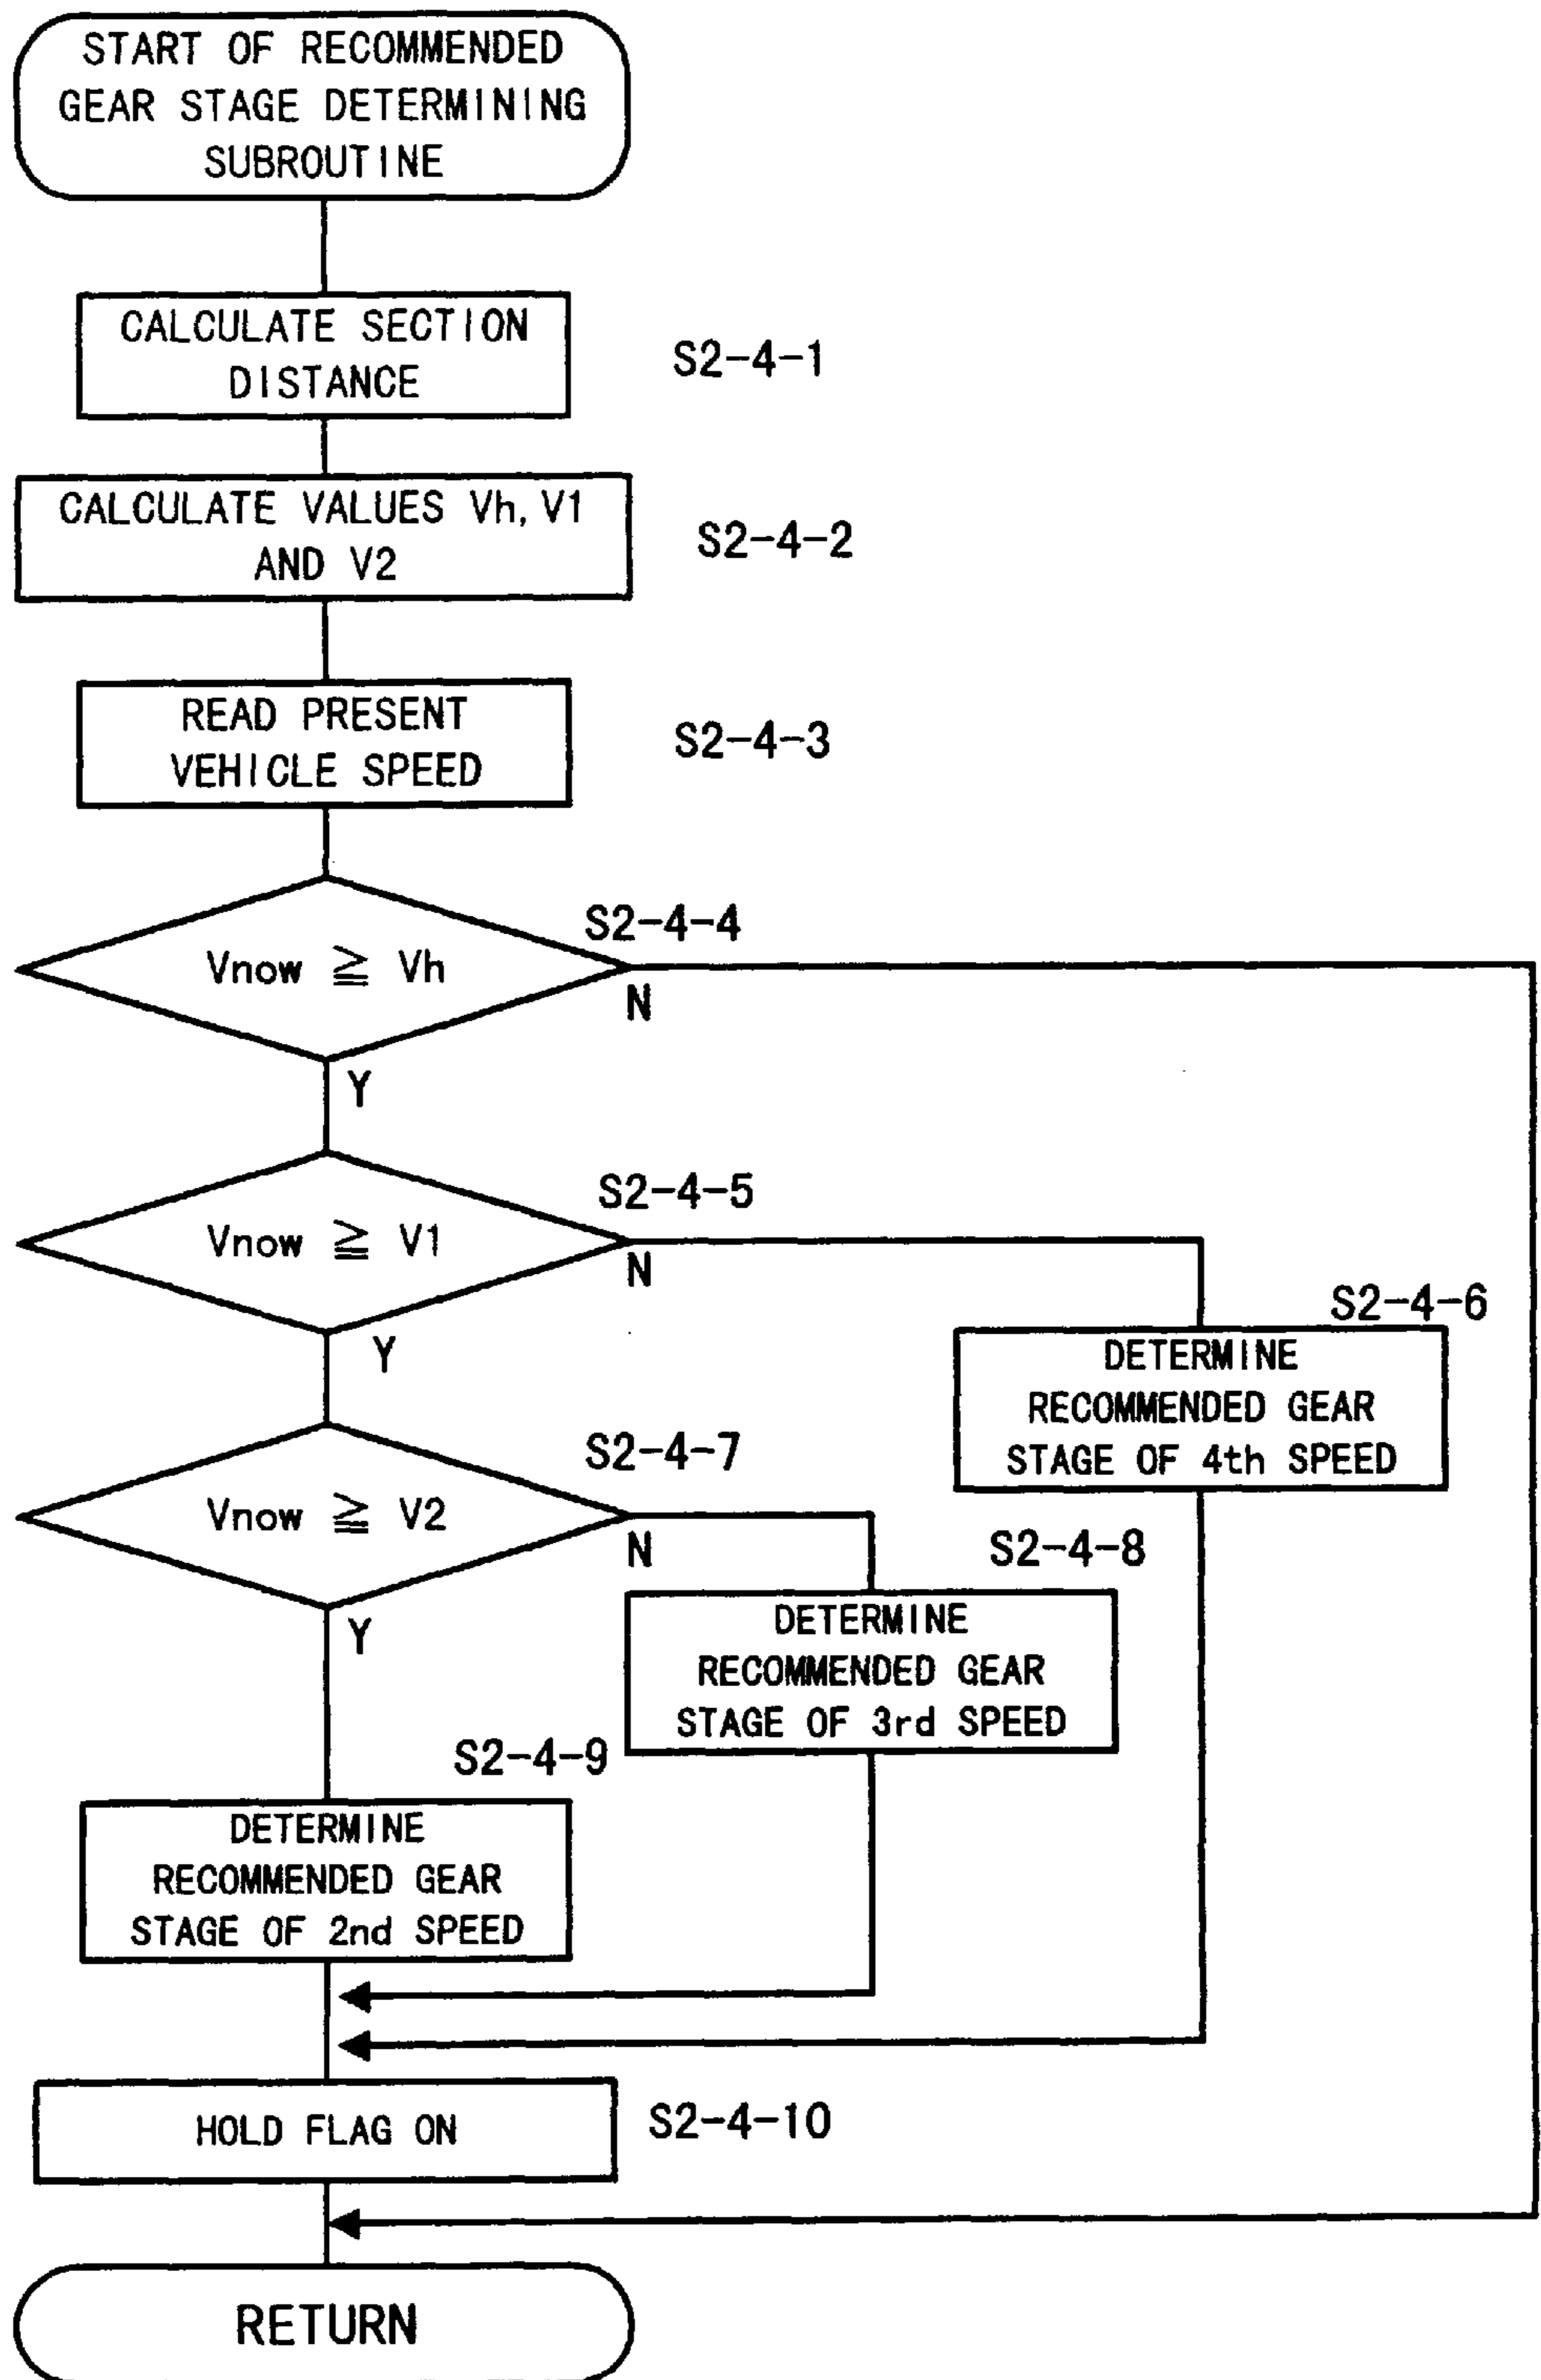 START OF RECOMMENDED
GEAR STAGE DETERMINING
SUBROUTINE
CALCULATE SECTION
DISTANCE
S2-4-1
CALCULATE VALUES Vh, V1
AND V2
S2-4-2
READ PRESENT
VEHICLE SPEED
S2-4-3
S2-4-4
Vnow ≧ Vh
N
Y
S2-4-5
Vnow ≧ V1
N
Y
S2-4-6
DETERMINE
RECOMMENDED GEAR
STAGE OF 4th SPEED
S2-4-7
Vnow ≧ V2
N
Y
S2-4-8
DETERMINE
RECOMMENDED GEAR
STAGE OF 3rd SPEED
S2-4-9
DETERMINE
RECOMMENDED GEAR
STAGE OF 2nd SPEED
HOLD FLAG ON
S2-4-10
RETURN